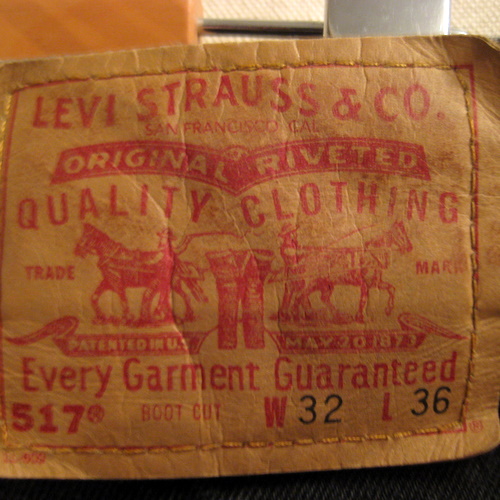 LEVI STRAUSS & CO.
SAN FRANCISCO CAL.
ORIGINAL RIVETED
QUALITY CLOTHING
TRADE MARK
PATENTED IN U.S. MAY 20 1873
Every Garment Guaranteed
517® BOOT CUT W 32 L 36